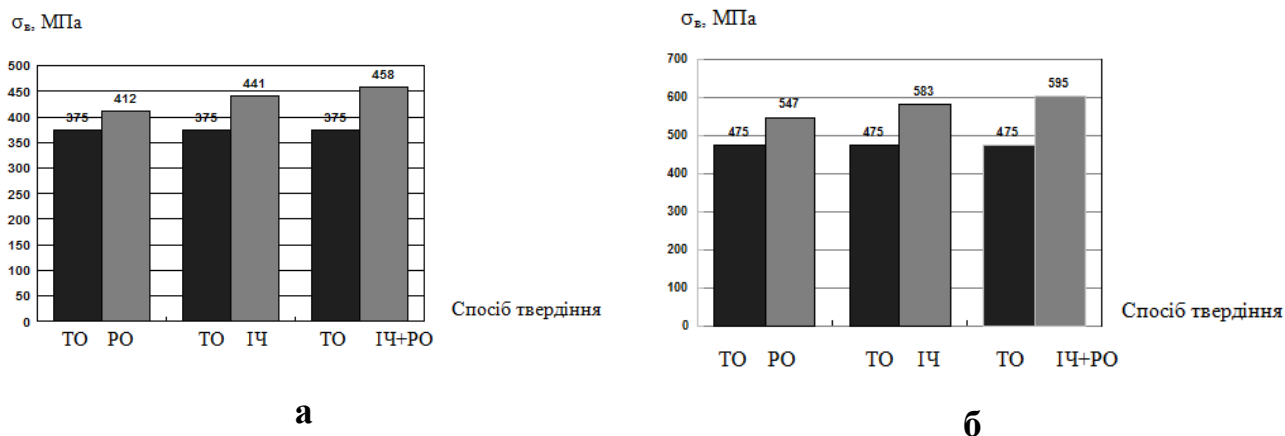 σв, МПа
500
450
400
350
300
250
200
150
100
50
0
375 412 375 441 375 458
ТО РО ТО ІЧ ТО ІЧ+РО
Спосіб твердіння
а
σв, МПа
700
600
500
400
300
200
100
0
475 547 475 583 475 595
ТО РО ТО ІЧ ТО ІЧ+РО
Спосіб твердіння
б